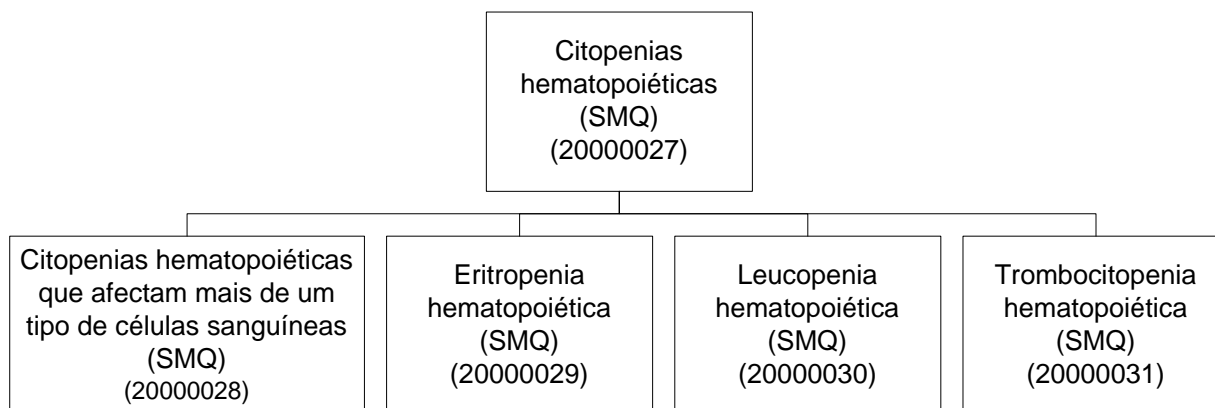 Citopenias
hematopoiéticas
(SMQ)
(20000027)
Citopenias hematopoiéticas
que afectam mais de um
tipo de células sanguíneas
(SMQ)
(20000028)
Eritropenia
hematopoiética
(SMQ)
(20000029)
Leucopenia
hematopoiética
(SMQ)
(20000030)
Trombocitopenia
hematopoiética
(SMQ)
(20000031)